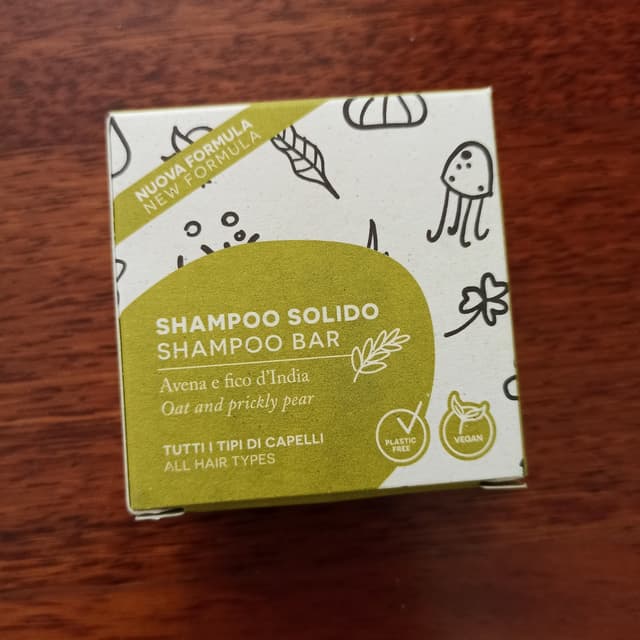 NUOVA FORMULA
NEW FORMULA
SHAMPOO SOLIDO
SHAMPOO BAR
Avena e fico d'India
Oat and prickly pear
TUTTI I TIPI DI CAPELLI
ALL HAIR TYPES
PLASTIC
FREE
VEGAN